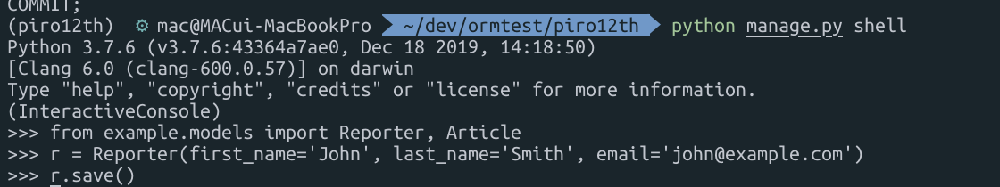 COMMIT;
(piro12th) ⚙ mac@MACui-MacBookPro ~/dev/ormtest/piro12th python manage.py shell
Python 3.7.6 (v3.7.6:43364a7ae0, Dec 18 2019, 14:18:50)
[Clang 6.0 (clang-600.0.57)] on darwin
Type "help", "copyright", "credits" or "license" for more information.
(InteractiveConsole)
>>> from example.models import Reporter, Article
>>> r = Reporter(first_name='John', last_name='Smith', email='john@example.com')
>>> r.save()